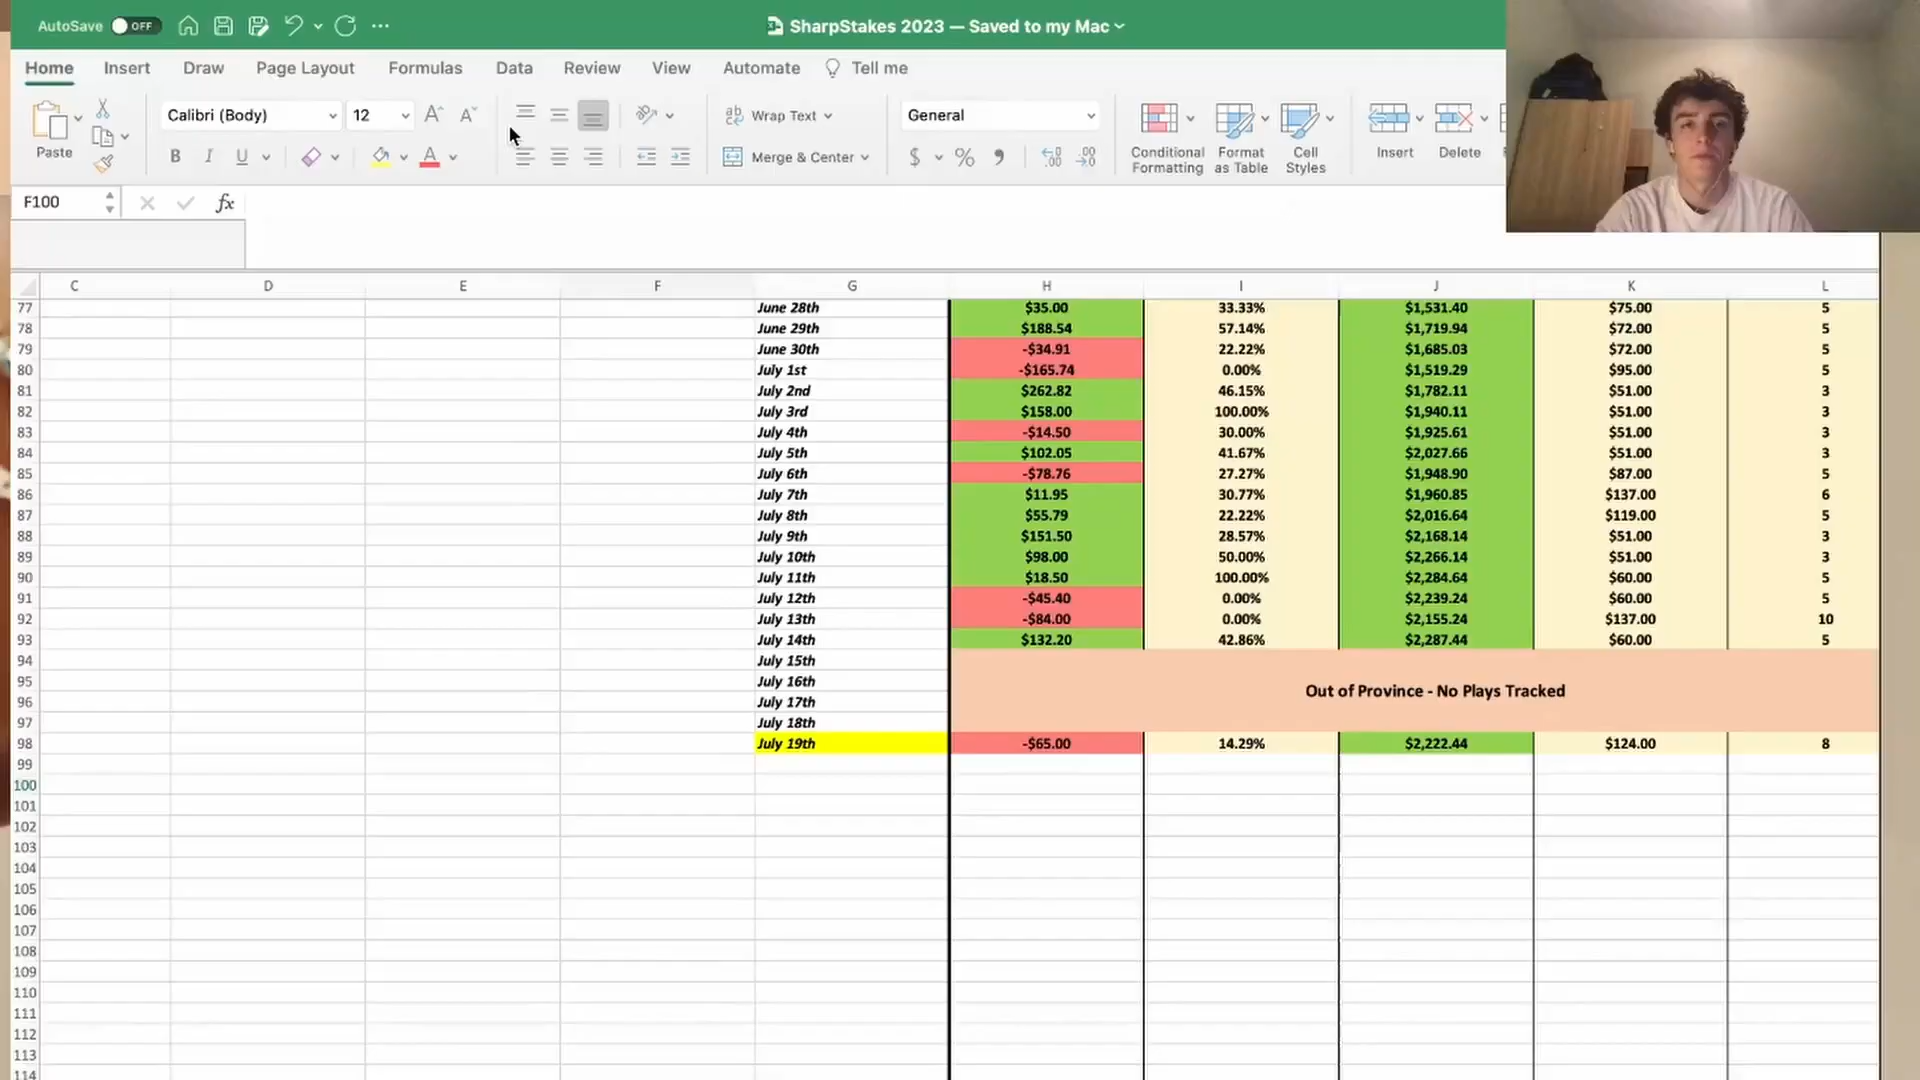 AutoSave OFF SharpStakes 2023 — Saved to my Mac
Home Insert Draw Page Layout Formulas Data Review View Automate Tell me
Calibri (Body) 12 Wrap Text General
Paste B I U A Merge & Center $ % Conditional Formatting Format as Table Cell Styles Insert Delete
F100 fx
C D E F G H I J K L
77 June 28th $35.00 33.33% $1,531.40 $75.00 5
78 June 29th $188.54 57.14% $1,719.94 $72.00 5
79 June 30th -$34.91 22.22% $1,685.03 $72.00 5
80 July 1st -$165.74 0.00% $1,519.29 $95.00 5
81 July 2nd $262.82 46.15% $1,782.11 $51.00 3
82 July 3rd $158.00 100.00% $1,940.11 $51.00 3
83 July 4th -$14.50 30.00% $1,925.61 $51.00 3
84 July 5th $102.05 41.67% $2,027.66 $51.00 3
85 July 6th -$78.76 27.27% $1,948.90 $87.00 5
86 July 7th $11.95 30.77% $1,960.85 $137.00 6
87 July 8th $55.79 22.22% $2,016.64 $119.00 5
88 July 9th $151.50 28.57% $2,168.14 $51.00 3
89 July 10th $98.00 50.00% $2,266.14 $51.00 3
90 July 11th $18.50 100.00% $2,284.64 $60.00 5
91 July 12th -$45.40 0.00% $2,239.24 $60.00 5
92 July 13th -$84.00 0.00% $2,155.24 $137.00 10
93 July 14th $132.20 42.86% $2,287.44 $60.00 5
94 July 15th
95 July 16th Out of Province - No Plays Tracked
96 July 17th
97 July 18th
98 July 19th -$65.00 14.29% $2,222.44 $124.00 8
99
100
101
102
103
104
105
106
107
108
109
110
111
112
113
114